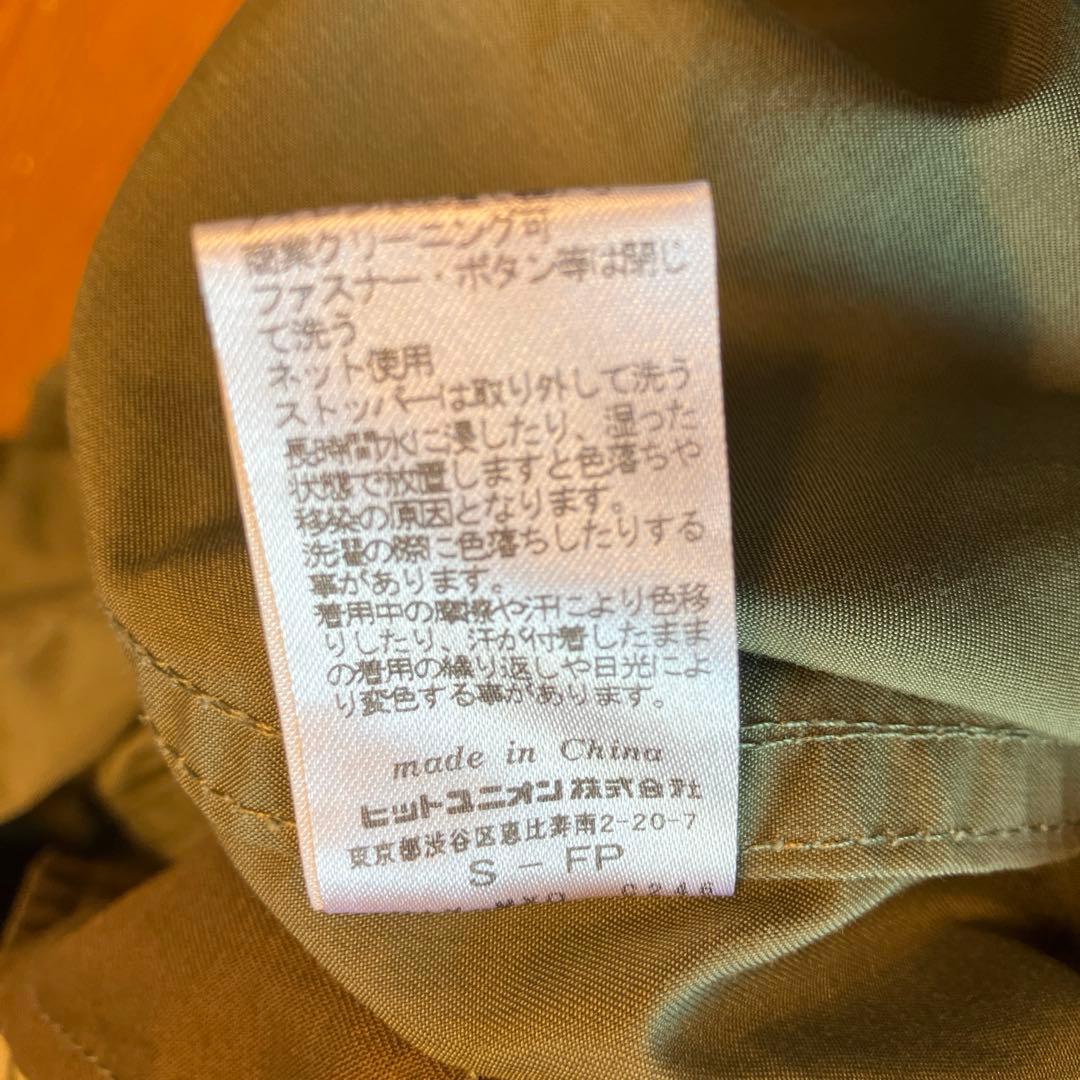 商業クリーニング可
ファスナー・ボタン等は閉じ
て洗う
ネット使用
ストッパーは取り外して洗う
長時間水に浸したり、湿った
状態で放置しますと色落ちや
移染の原因となります。
洗濯の際に色落ちしたりする
事があります。
着用中の摩擦や汗により色移
りしたり、汗が付着したまま
の着用の繰り返しや日光によ
り変色する事があります。
made in China
ヒットユニオン株式会社
東京都渋谷区恵比寿南2-20-7
S - FP
C246